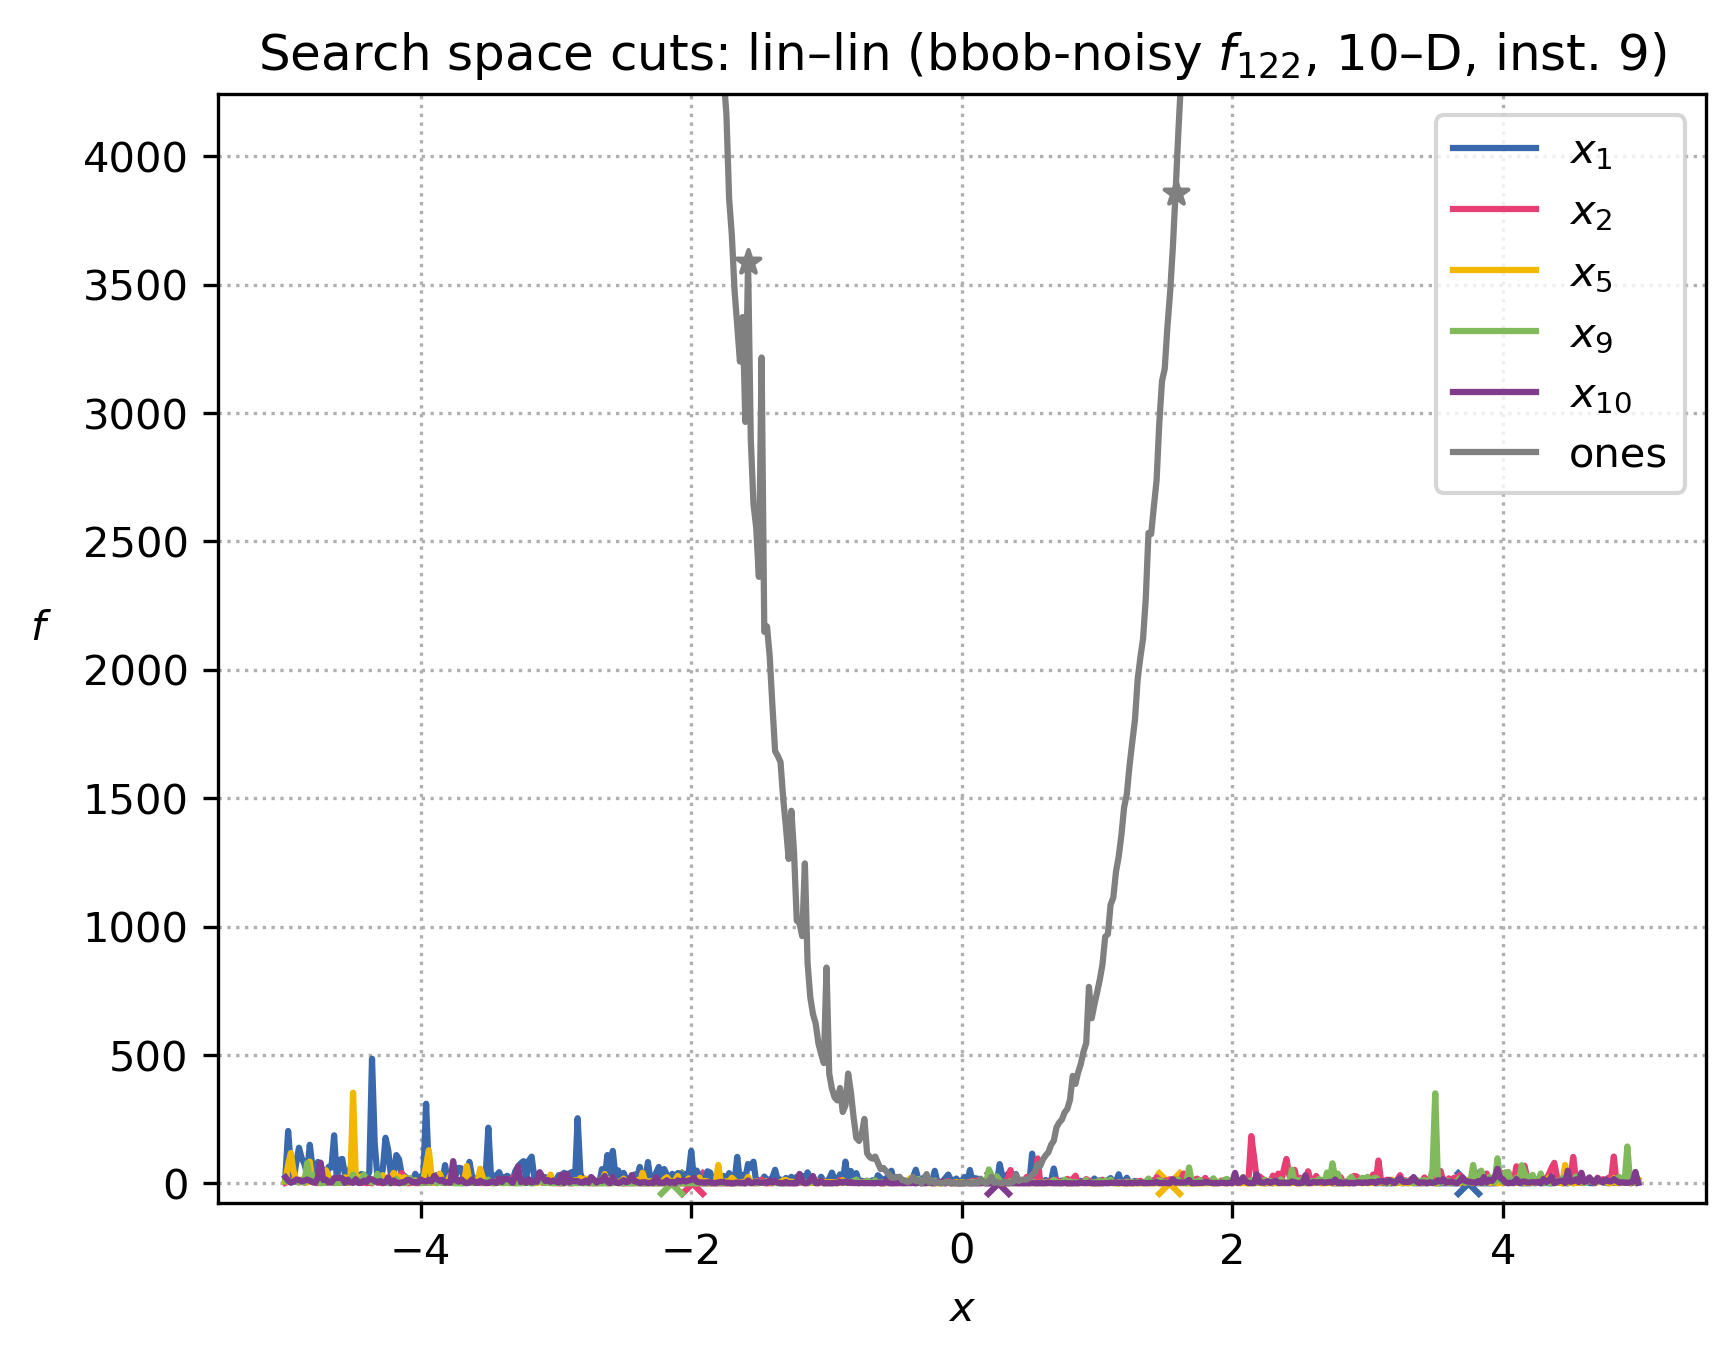 Search space cuts: lin–lin (bbob-noisy f₁₂₂, 10–D, inst. 9)
4000
3500
3000
2500
2000
1500
1000
500
0
f
−4
−2
0
2
4
x
x₁
x₂
x₅
x₉
x₁₀
ones